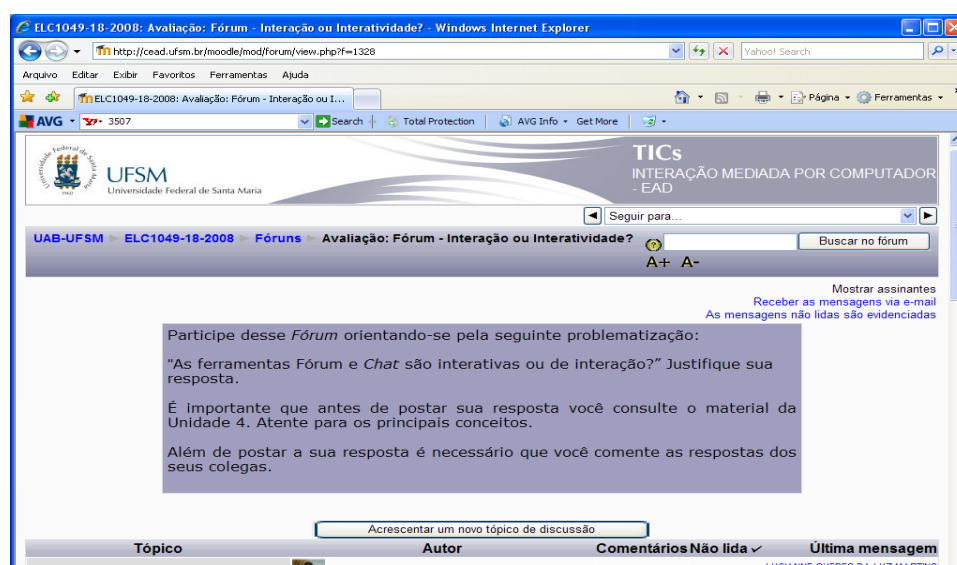 ELC1049-18-2008: Avaliação: Fórum - Interação ou Interatividade? - Windows Internet Explorer
http://cead.ufsm.br/moodle/mod/forum/view.php?f=1328
Yahoo! Search
Arquivo Editar Exibir Favoritos Ferramentas Ajuda
ELC1049-18-2008: Avaliação: Fórum - Interação ou I...
Página Ferramentas
AVG 3507 Search Total Protection AVG Info Get More
TICs
INTERAÇÃO MEDIADA POR COMPUTADOR
- EAD
UFSM
Universidade Federal de Santa Maria
Seguir para...
UAB-UFSM ELC1049-18-2008 Fóruns Avaliação: Fórum - Interação ou Interatividade?
Buscar no fórum
A+ A-
Mostrar assinantes
Receber as mensagens via e-mail
As mensagens não lidas são evidenciadas
Participe desse Fórum orientando-se pela seguinte problematização:
"As ferramentas Fórum e Chat são interativas ou de interação?” Justifique sua
resposta.
É importante que antes de postar sua resposta você consulte o material da
Unidade 4. Atente para os principais conceitos.
Além de postar a sua resposta é necessário que você comente as respostas dos
seus colegas.
Acrescentar um novo tópico de discussão
Tópico Autor Comentários Não lida ✓ Última mensagem